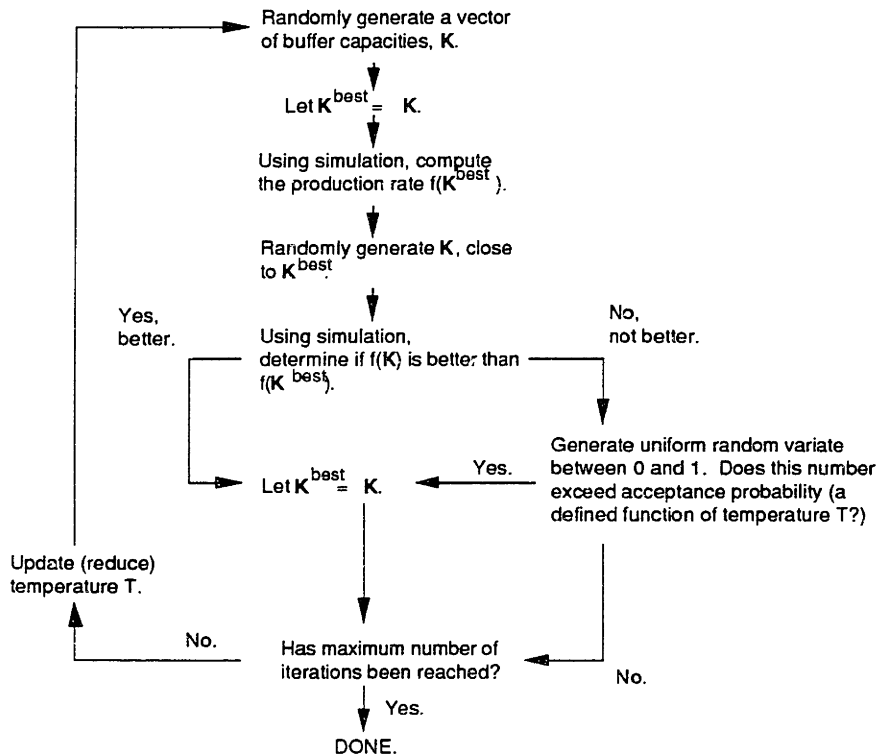 Randomly generate a vector
of buffer capacities, K.
Let K^best = K.
Using simulation, compute
the production rate f(K^best ).
Randomly generate K, close
to K^best.
Yes,
better.
Using simulation,
determine if f(K) is better than
f(K^best).
No,
not better.
Generate uniform random variate
between 0 and 1. Does this number
exceed acceptance probability (a
defined function of temperature T?)
Yes.
Let K^best = K.
Update (reduce)
temperature T.
No.
Has maximum number of
iterations been reached?
No.
Yes.
DONE.